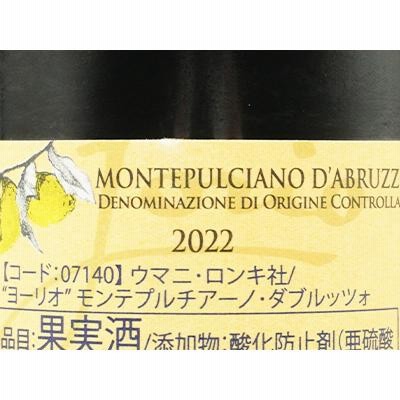 MONTEPULCIANO D'ABRUZZ
DENOMINAZIONE DI ORIGINE CONTROLLA
2022
【コード:07140】ウマニ・ロンキ社/
"ヨーリオ" モンテプルチアーノ・ダブルッツォ
品目:果実酒/添加物:酸化防止剤(亜硫酸